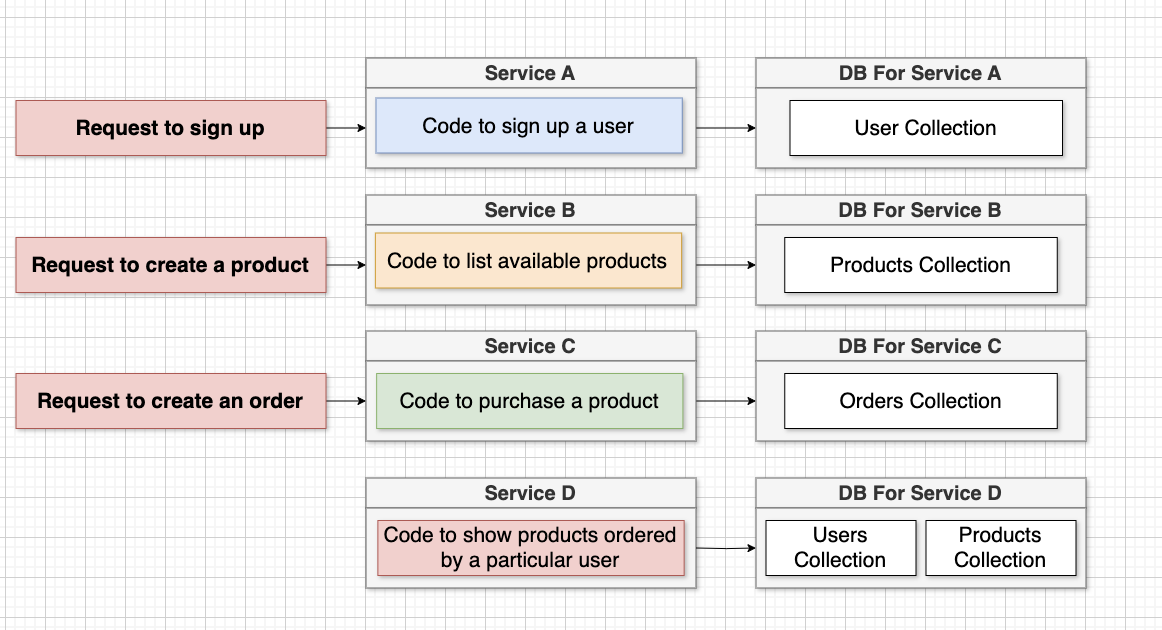 Service A
DB For Service A
Request to sign up
Code to sign up a user
User Collection
Service B
DB For Service B
Request to create a product
Code to list available products
Products Collection
Service C
DB For Service C
Request to create an order
Code to purchase a product
Orders Collection
Service D
DB For Service D
Code to show products ordered
by a particular user
Users
Collection
Products
Collection